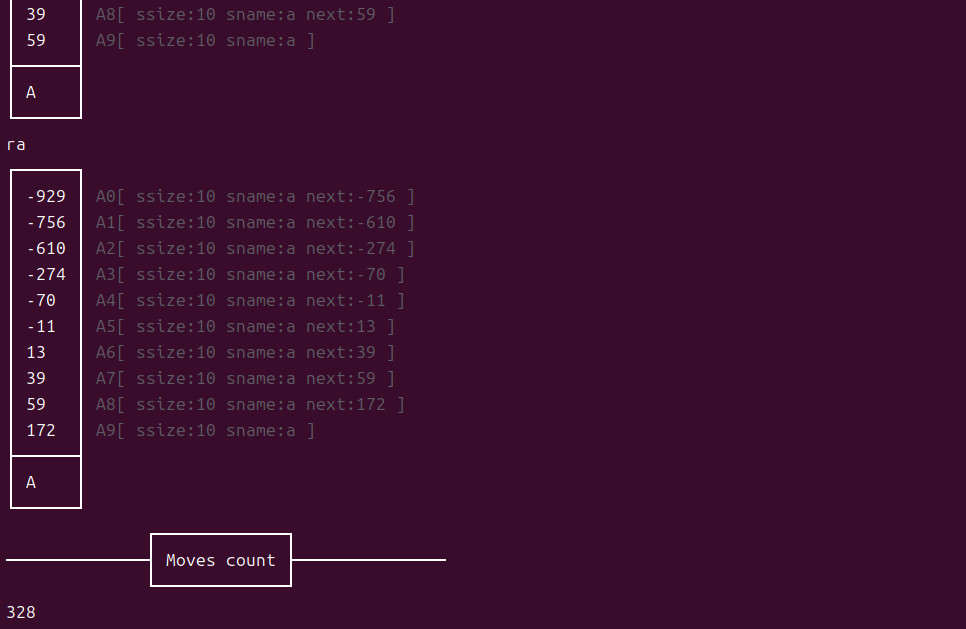 39 A8[ ssize:10 sname:a next:59 ]
59 A9[ ssize:10 sname:a ]
A
ra
-929 A0[ ssize:10 sname:a next:-756 ]
-756 A1[ ssize:10 sname:a next:-610 ]
-610 A2[ ssize:10 sname:a next:-274 ]
-274 A3[ ssize:10 sname:a next:-70 ]
-70 A4[ ssize:10 sname:a next:-11 ]
-11 A5[ ssize:10 sname:a next:13 ]
13 A6[ ssize:10 sname:a next:39 ]
39 A7[ ssize:10 sname:a next:59 ]
59 A8[ ssize:10 sname:a next:172 ]
172 A9[ ssize:10 sname:a ]
A
Moves count
328